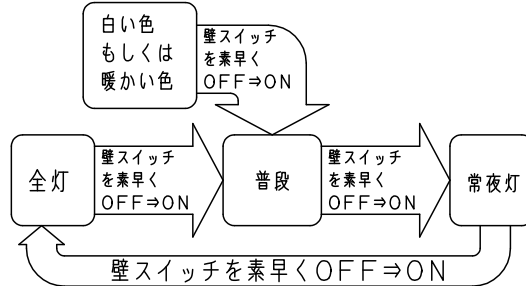 白い色
もしくは
暖かい色
壁スイッチ
を素早く
OFF⇒ON
全灯
壁スイッチ
を素早く
OFF⇒ON
普段
壁スイッチ
を素早く
OFF⇒ON
常夜灯
壁スイッチを素早くOFF⇒ON